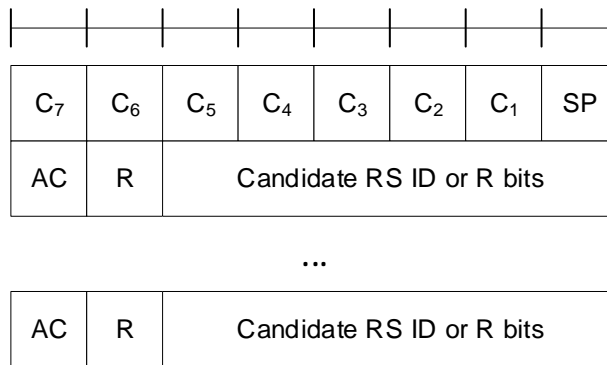 C₇ C₆ C₅ C₄ C₃ C₂ C₁ SP
AC R Candidate RS ID or R bits
...
AC R Candidate RS ID or R bits